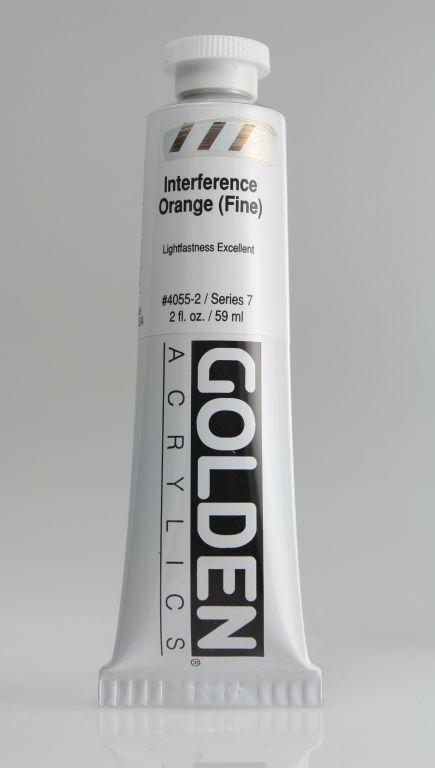 Interference
Orange (Fine)
Lightfastness Excellent
#4055-2 / Series 7
2 fl. oz. / 59 ml
GOLDEN®
ACRYLICS